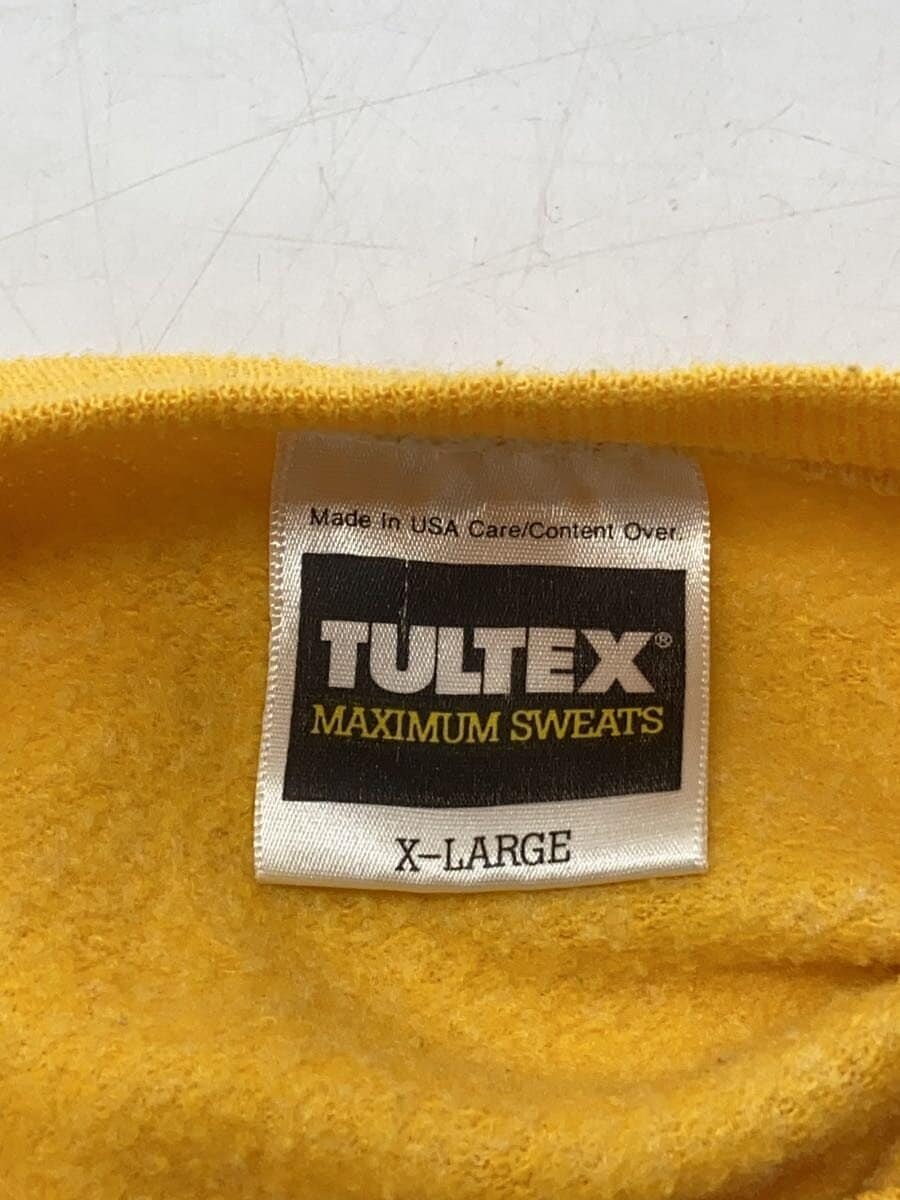 Made in USA Care/Content Over.
TULTEX®
MAXIMUM SWEATS
X-LARGE